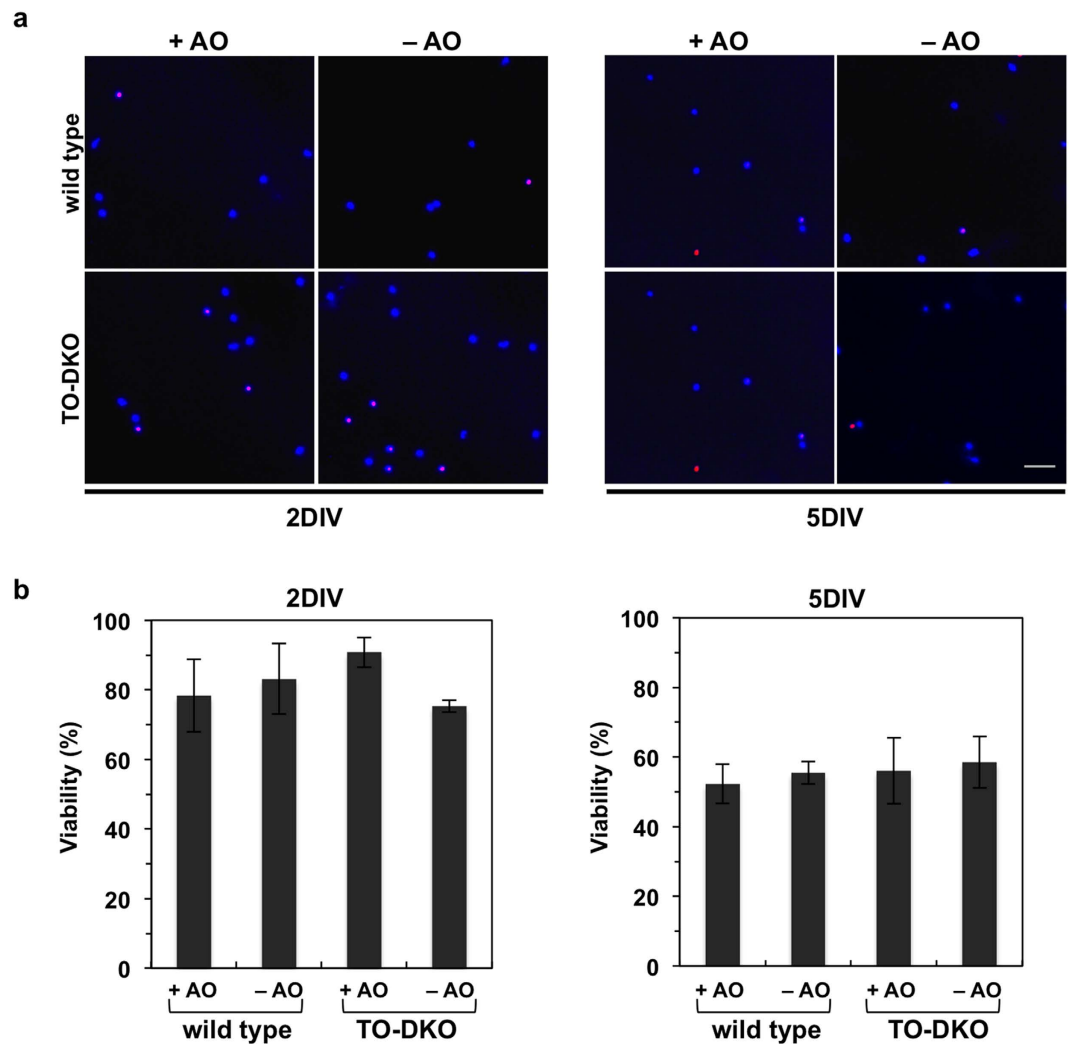 a
+ AO – AO + AO – AO
wild type
TO-DKO
2DIV 5DIV
b
2DIV
Viability (%)
100
80
60
40
20
0
+ AO – AO + AO – AO
wild type TO-DKO
5DIV
Viability (%)
100
80
60
40
20
0
+ AO – AO + AO – AO
wild type TO-DKO